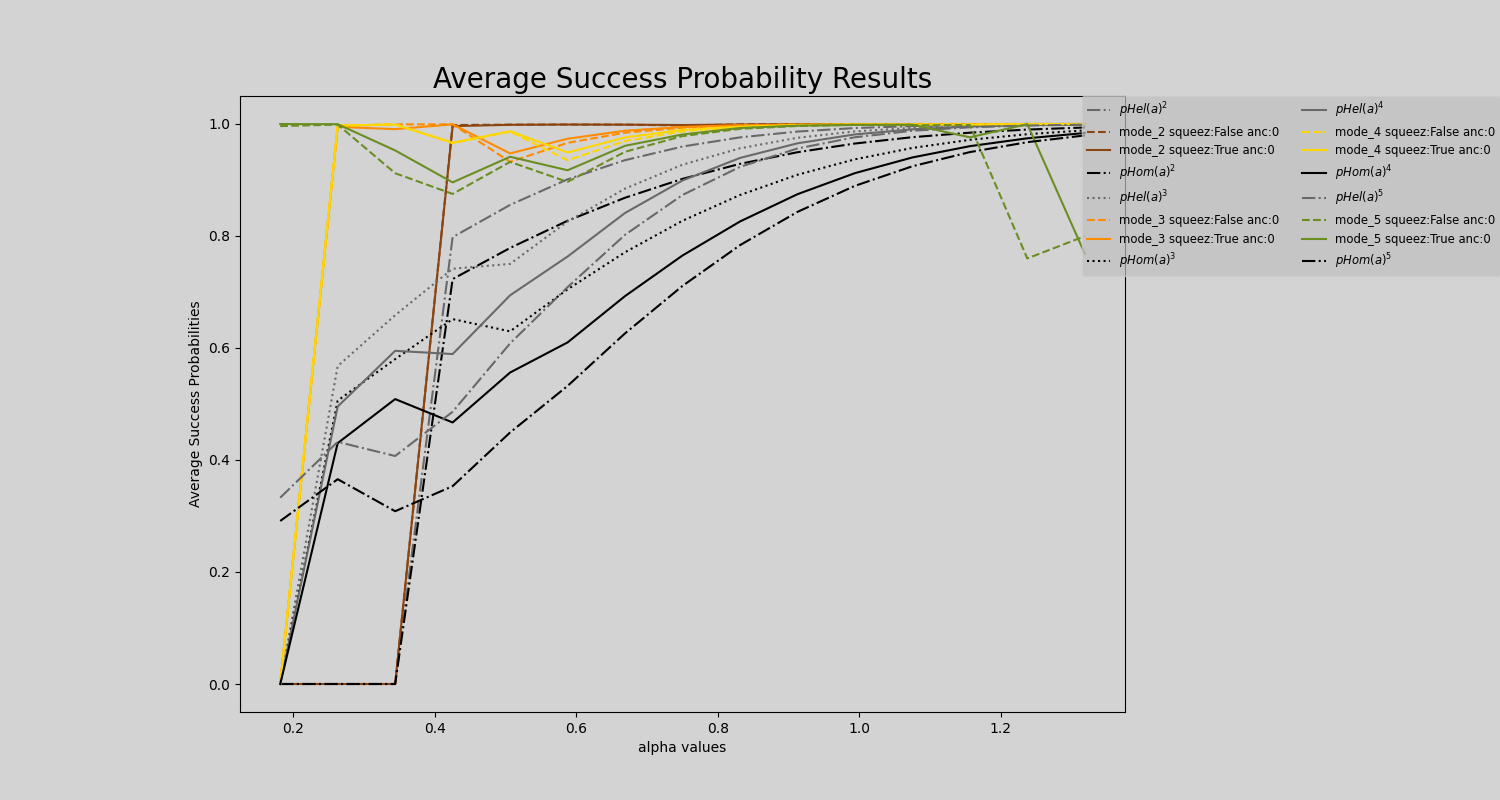 Average Success Probability Results
Average Success Probabilities
1.0
0.8
0.6
0.4
0.2
0.0
0.2 0.4 0.6 0.8 1.0 1.2
alpha values
pHel(a)² pHel(a)⁴
mode_2 squeez:False anc:0 mode_4 squeez:False anc:0
mode_2 squeez:True anc:0 mode_4 squeez:True anc:0
pHom(a)² pHom(a)⁴
pHel(a)³ pHel(a)⁵
mode_3 squeez:False anc:0 mode_5 squeez:False anc:0
mode_3 squeez:True anc:0 mode_5 squeez:True anc:0
pHom(a)³ pHom(a)⁵